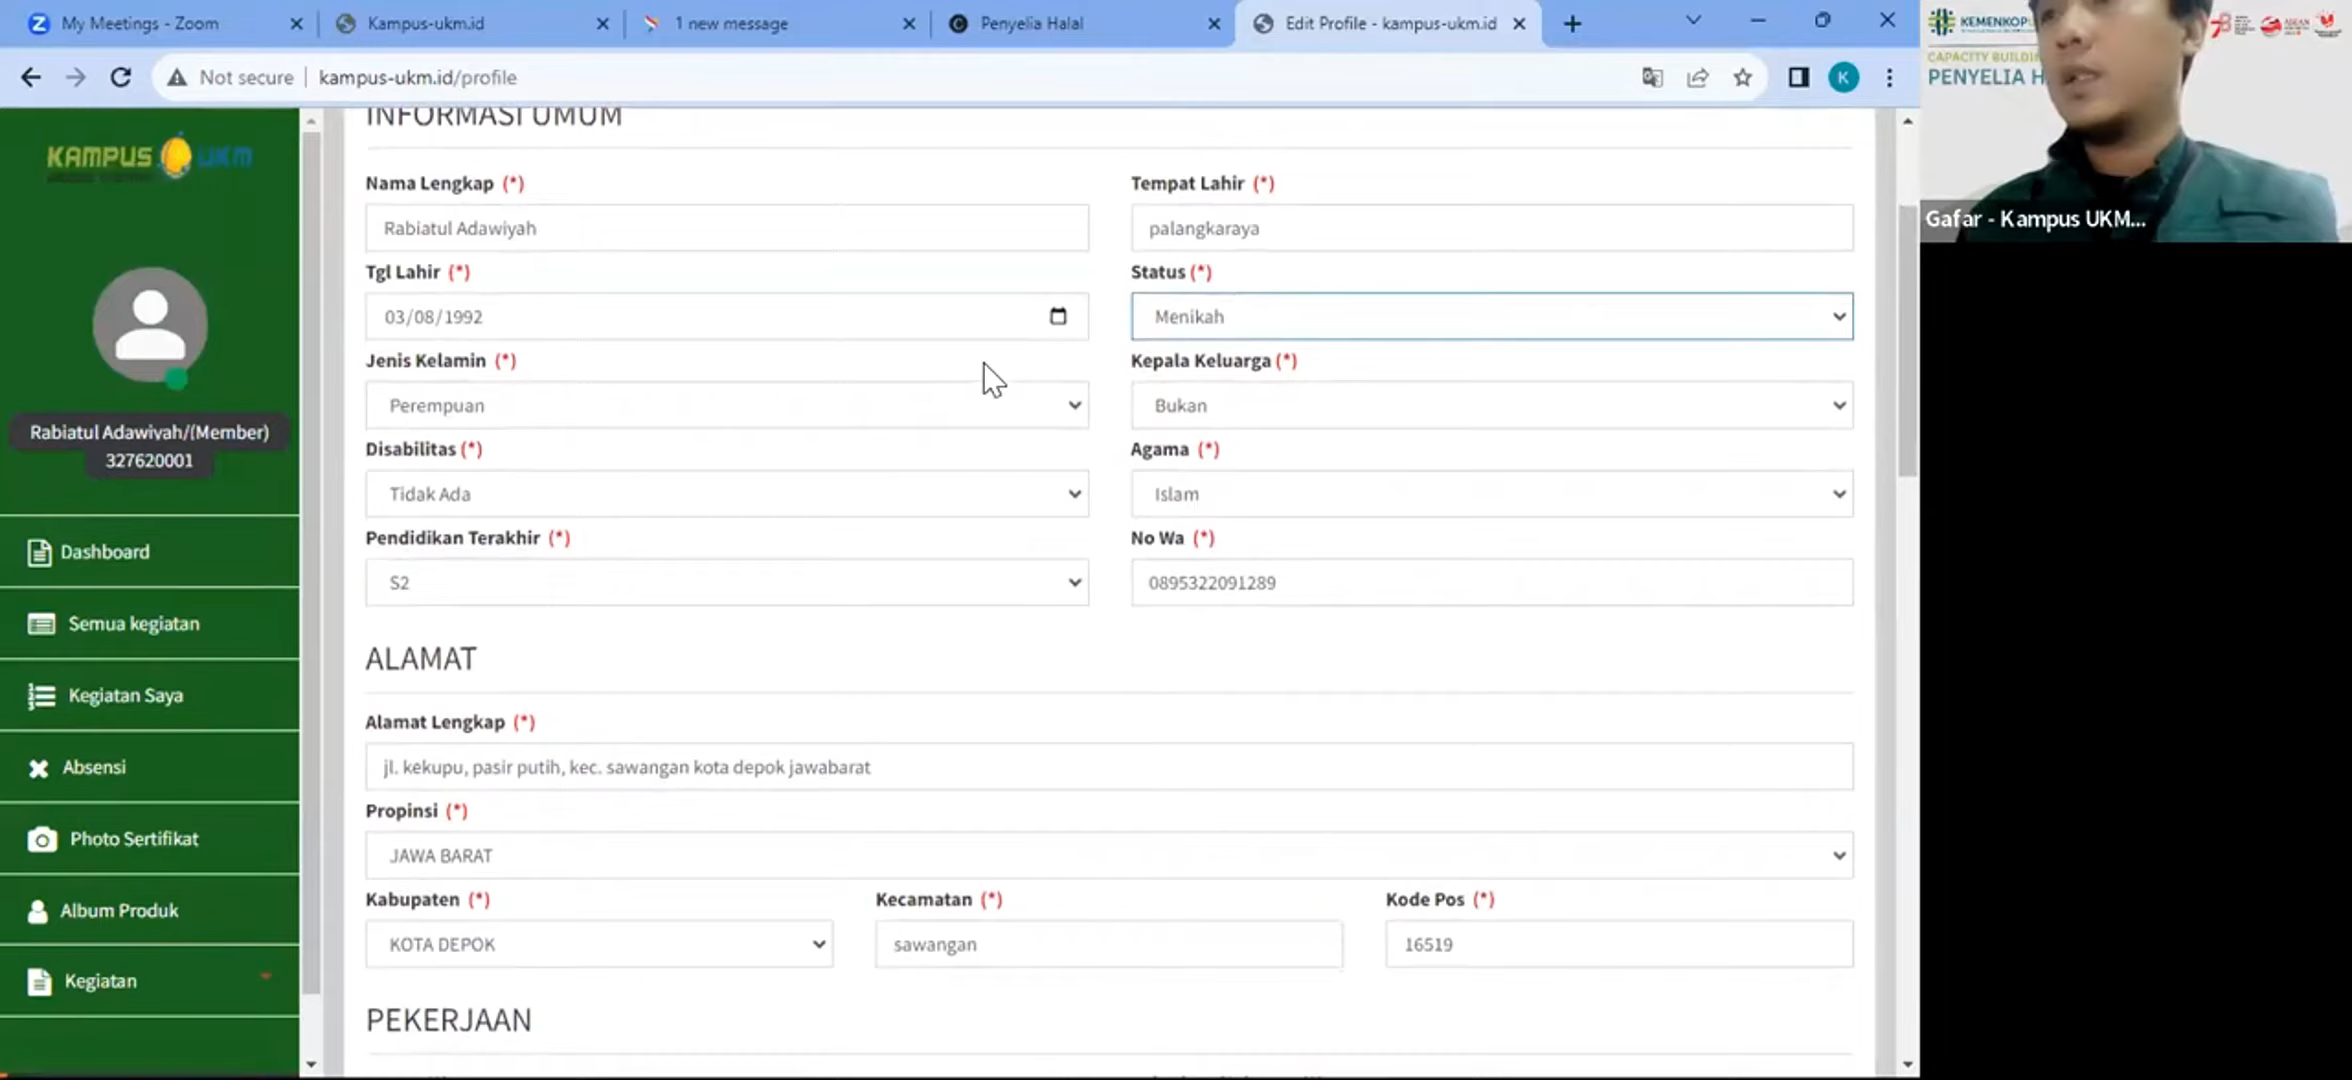 My Meetings - Zoom
Kampus-ukm.id
1 new message
Penyelia Halal
Edit Profile - kampus-ukm.id
Not secure
kampus-ukm.id/profile
K
KEMENKOP
CAPACITY BUILDIN
PENYELIA H
Gafar - Kampus UKM...
KAMPUS UKM
Rabiatul Adawiyah/(Member)
327620001
Dashboard
Semua kegiatan
Kegiatan Saya
Absensi
Photo Sertifikat
Album Produk
Kegiatan
INFORMASI UMUM
Nama Lengkap (*)
Rabiatul Adawiyah
Tempat Lahir (*)
palangkaraya
Tgl Lahir (*)
03/08/1992
Status (*)
Menikah
Jenis Kelamin (*)
Perempuan
Kepala Keluarga (*)
Bukan
Disabilitas (*)
Tidak Ada
Agama (*)
Islam
Pendidikan Terakhir (*)
S2
No Wa (*)
0895322091289
ALAMAT
Alamat Lengkap (*)
jl. kekupu, pasir putih, kec. sawangan kota depok jawabarat
Propinsi (*)
JAWA BARAT
Kabupaten (*)
KOTA DEPOK
Kecamatan (*)
sawangan
Kode Pos (*)
16519
PEKERJAAN